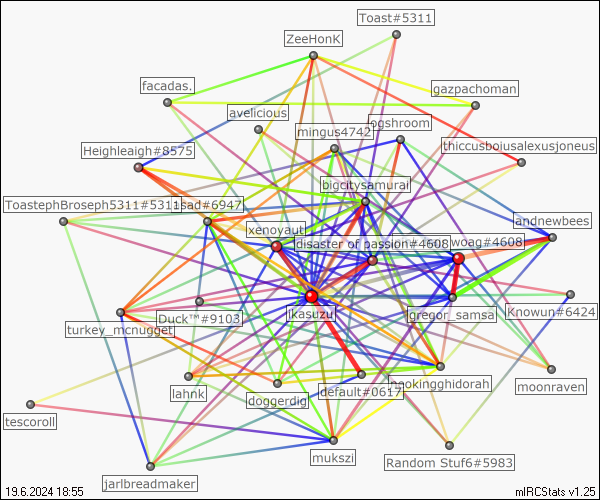 Toast#5311
ZeeHonK
facadas.
gazpachoman
avelicious
logshroom
mingus4742
thiccusboiusalexusjoneus
Heighleaigh#8575
bigcitysamurai
ToastephBroseph5311#5311
sad#6947
andnewbees
xenoyaut
disaster of passion#4608
woag#4608
Duck™#9103
ikasuzu
gregor_samsa
Knowun#6424
turkey_mcnugget
lahnk
doggerdig
default#0617
hookingghidorah
moonraven
tescoroll
mukszi
Random Stuf6#5983
jarlbreadmaker
19.6.2024 18:55
mIRCStats v1.25